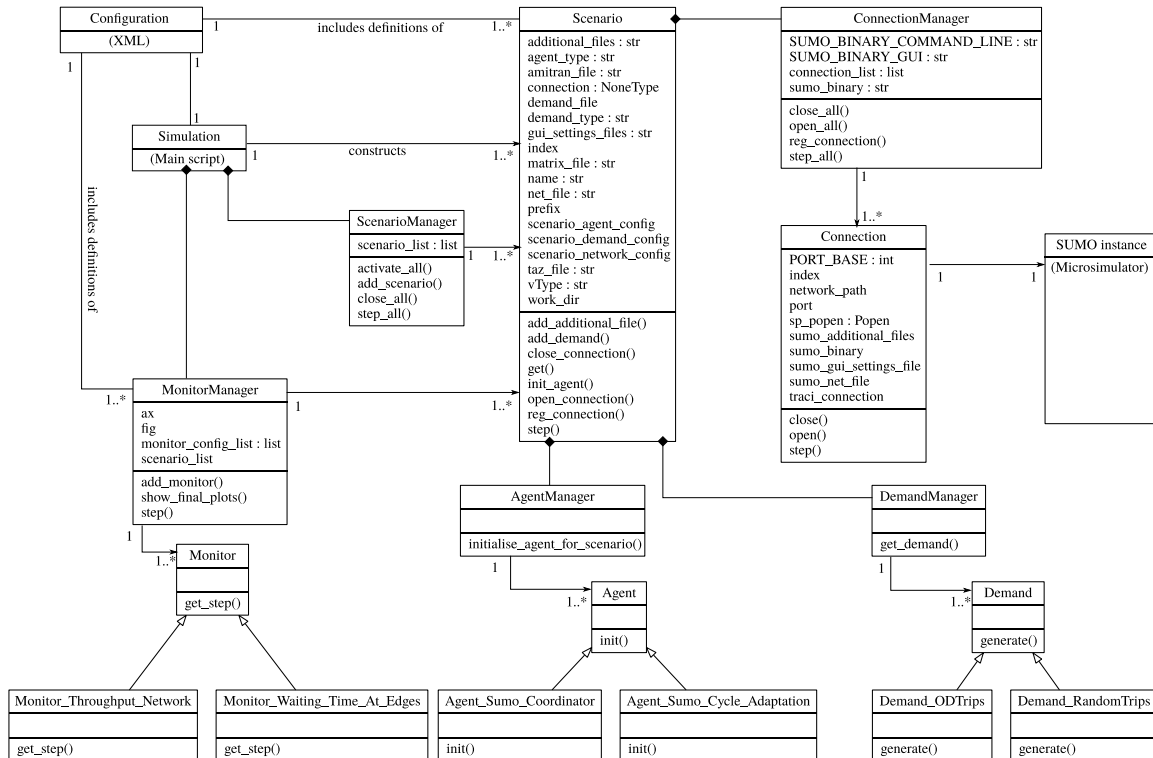 Configuration
(XML)
1
includes definitions of
1..*
1
1
includes definitions of
1..*
1
Simulation
(Main script)
1
constructs
1..*
ScenarioManager
scenario_list : list
activate_all()
add_scenario()
close_all()
step_all()
1
1..*
Scenario
additional_files : str
agent_type : str
amitran_file : str
connection : NoneType
demand_file
demand_type : str
gui_settings_files : str
index
matrix_file : str
name : str
net_file : str
prefix
scenario_agent_config
scenario_demand_config
scenario_network_config
taz_file : str
vType : str
work_dir
add_additional_file()
add_demand()
close_connection()
get()
init_agent()
open_connection()
reg_connection()
step()
ConnectionManager
SUMO_BINARY_COMMAND_LINE : str
SUMO_BINARY_GUI : str
connection_list : list
sumo_binary : str
close_all()
open_all()
reg_connection()
step_all()
1
1..*
Connection
PORT_BASE : int
index
network_path
port
sp_popen : Popen
sumo_additional_files
sumo_binary
sumo_gui_settings_file
sumo_net_file
traci_connection
close()
open()
step()
1
1
SUMO instance
(Microsimulator)
MonitorManager
ax
fig
monitor_config_list : list
scenario_list
add_monitor()
show_final_plots()
step()
1
1..*
1
1..*
Monitor
get_step()
AgentManager
initialise_agent_for_scenario()
1
1..*
Agent
init()
DemandManager
get_demand()
1
1..*
Demand
generate()
Monitor_Throughput_Network
get_step()
Monitor_Waiting_Time_At_Edges
get_step()
Agent_Sumo_Coordinator
init()
Agent_Sumo_Cycle_Adaptation
init()
Demand_ODTrips
generate()
Demand_RandomTrips
generate()